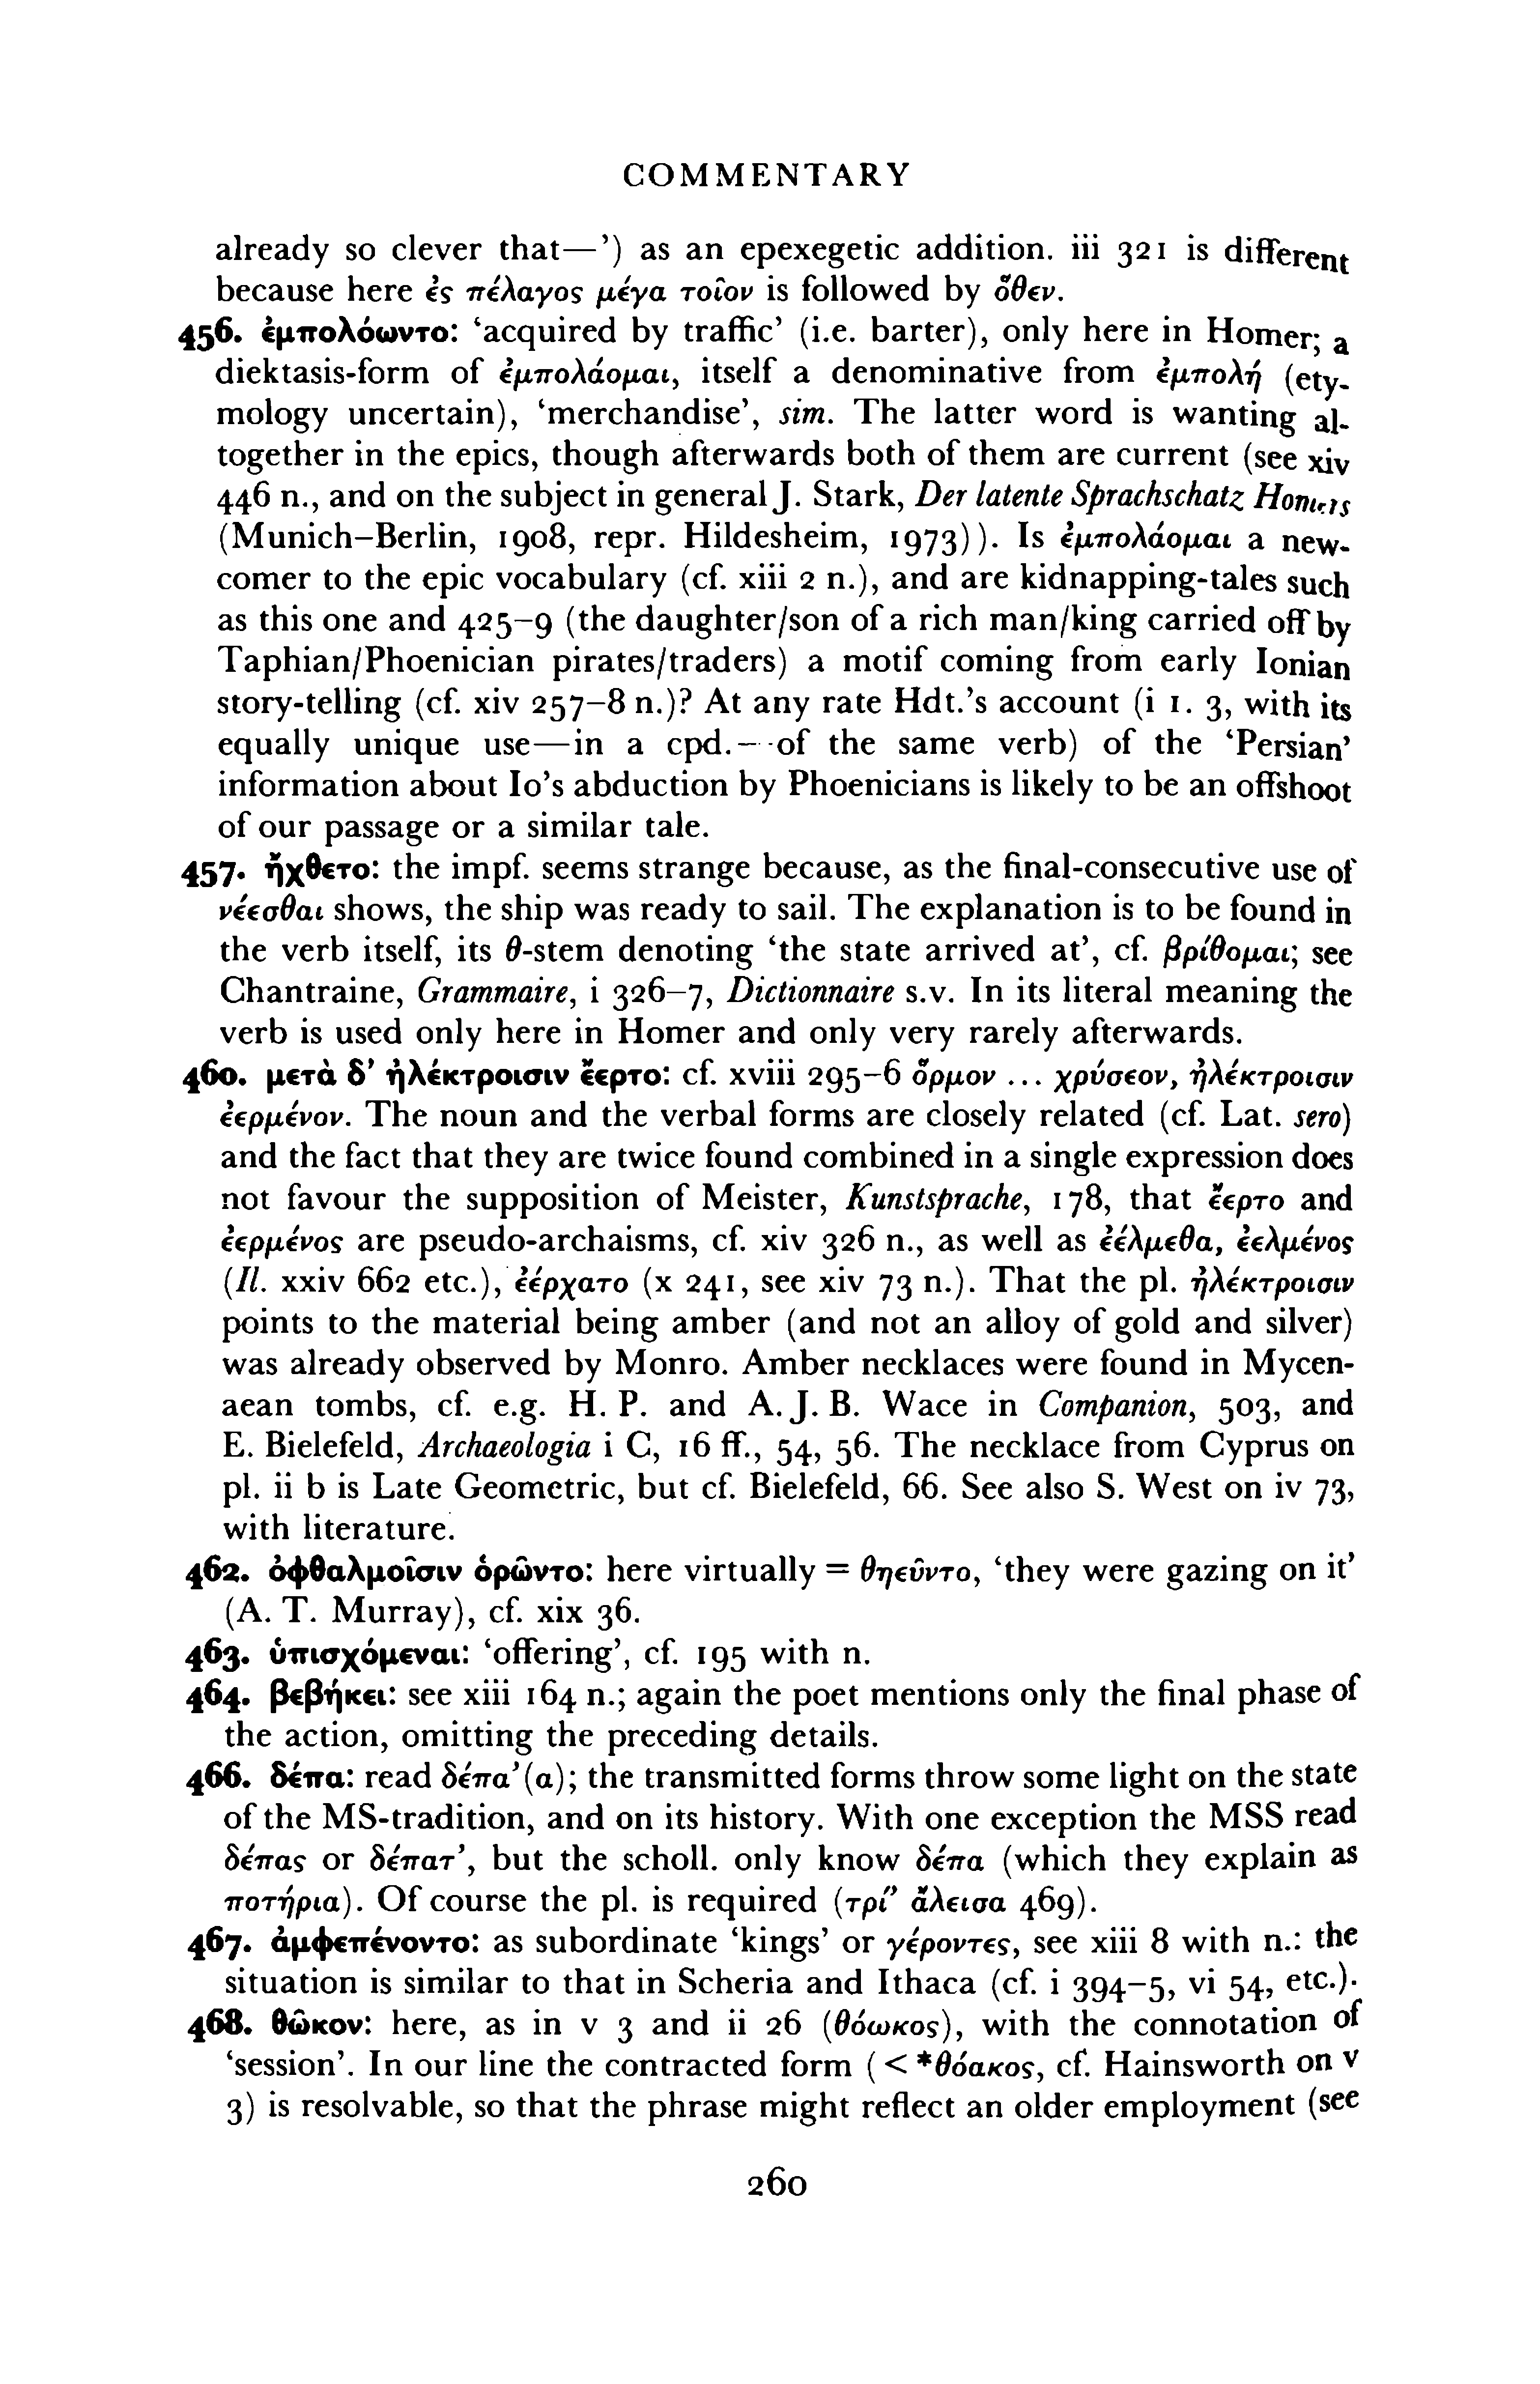 COMMENTARY
already so clever that—’) as an epexegetic addition. iii 321 is different
because here ἐς πέλαγος μέγα τοῖον is followed by ὅθεν.
456. ἐμπολόωντο: ‘acquired by traffic’ (i.e. barter), only here in Homer; a
diektasis-form of ἐμπολάομαι, itself a denominative from ἐμπολή (ety-
mology uncertain), ‘merchandise’, sim. The latter word is wanting al-
together in the epics, though afterwards both of them are current (see xiv
446 n., and on the subject in general J. Stark, Der latente Sprachschatz Homers
(Munich–Berlin, 1908, repr. Hildesheim, 1973)). Is ἐμπολάομαι a new-
comer to the epic vocabulary (cf. xiii 2 n.), and are kidnapping-tales such
as this one and 425–9 (the daughter/son of a rich man/king carried off by
Taphian/Phoenician pirates/traders) a motif coming from early Ionian
story-telling (cf. xiv 257–8 n.)? At any rate Hdt.’s account (i 1. 3, with its
equally unique use—in a cpd.—of the same verb) of the ‘Persian’
information about Io’s abduction by Phoenicians is likely to be an offshoot
of our passage or a similar tale.
457. ἤχθετο: the impf. seems strange because, as the final-consecutive use of
νέεσθαι shows, the ship was ready to sail. The explanation is to be found in
the verb itself, its θ-stem denoting ‘the state arrived at’, cf. βρίθομαι; see
Chantraine, Grammaire, i 326–7, Dictionnaire s.v. In its literal meaning the
verb is used only here in Homer and only very rarely afterwards.
460. μετὰ δ’ ἠλέκτροισιν ἔερτο: cf. xviii 295–6 ὅρμον ... χρύσεον, ἠλέκτροισιν
ἐερμένον. The noun and the verbal forms are closely related (cf. Lat. sero)
and the fact that they are twice found combined in a single expression does
not favour the supposition of Meister, Kunstsprache, 178, that ἔερτο and
ἐερμένος are pseudo-archaisms, cf. xiv 326 n., as well as ἐέλμεθα, ἐελμένος
(Il. xxiv 662 etc.), ἐέρχατο (x 241, see xiv 73 n.). That the pl. ἠλέκτροισιν
points to the material being amber (and not an alloy of gold and silver)
was already observed by Monro. Amber necklaces were found in Mycen-
aean tombs, cf. e.g. H. P. and A. J. B. Wace in Companion, 503, and
E. Bielefeld, Archaeologia i C, 16 ff., 54, 56. The necklace from Cyprus on
pl. ii b is Late Geometric, but cf. Bielefeld, 66. See also S. West on iv 73,
with literature.
462. ὀφθαλμοῖσιν ὁρῶντο: here virtually = θηεῦντο, ‘they were gazing on it’
(A. T. Murray), cf. xix 36.
463. ὑπισχόμεναι: ‘offering’, cf. 195 with n.
464. βεβήκει: see xiii 164 n.; again the poet mentions only the final phase of
the action, omitting the preceding details.
466. δέπα: read δέπα’(α); the transmitted forms throw some light on the state
of the MS-tradition, and on its history. With one exception the MSS read
δέπας or δέπατ’, but the scholl. only know δέπα (which they explain as
ποτήρια). Of course the pl. is required (τρί’ ἄλεισα 469).
467. ἀμφεπένοντο: as subordinate ‘kings’ or γέροντες, see xiii 8 with n.: the
situation is similar to that in Scheria and Ithaca (cf. i 394–5, vi 54, etc.).
468. θῶκον: here, as in v 3 and ii 26 (θόωκος), with the connotation of
‘session’. In our line the contracted form (< *θόακος, cf. Hainsworth on v
3) is resolvable, so that the phrase might reflect an older employment (see
260